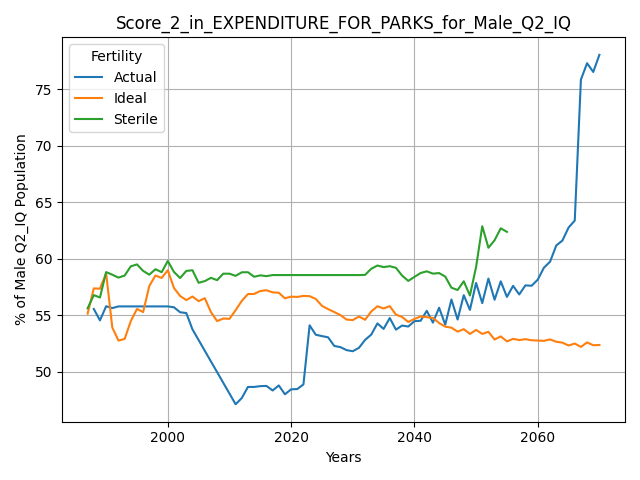 Score_2_in_EXPENDITURE_FOR_PARKS_for_Male_Q2_IQ
Fertility
Actual
Ideal
Sterile
% of Male Q2_IQ Population
75
70
65
60
55
50
2000
2020
2040
2060
Years